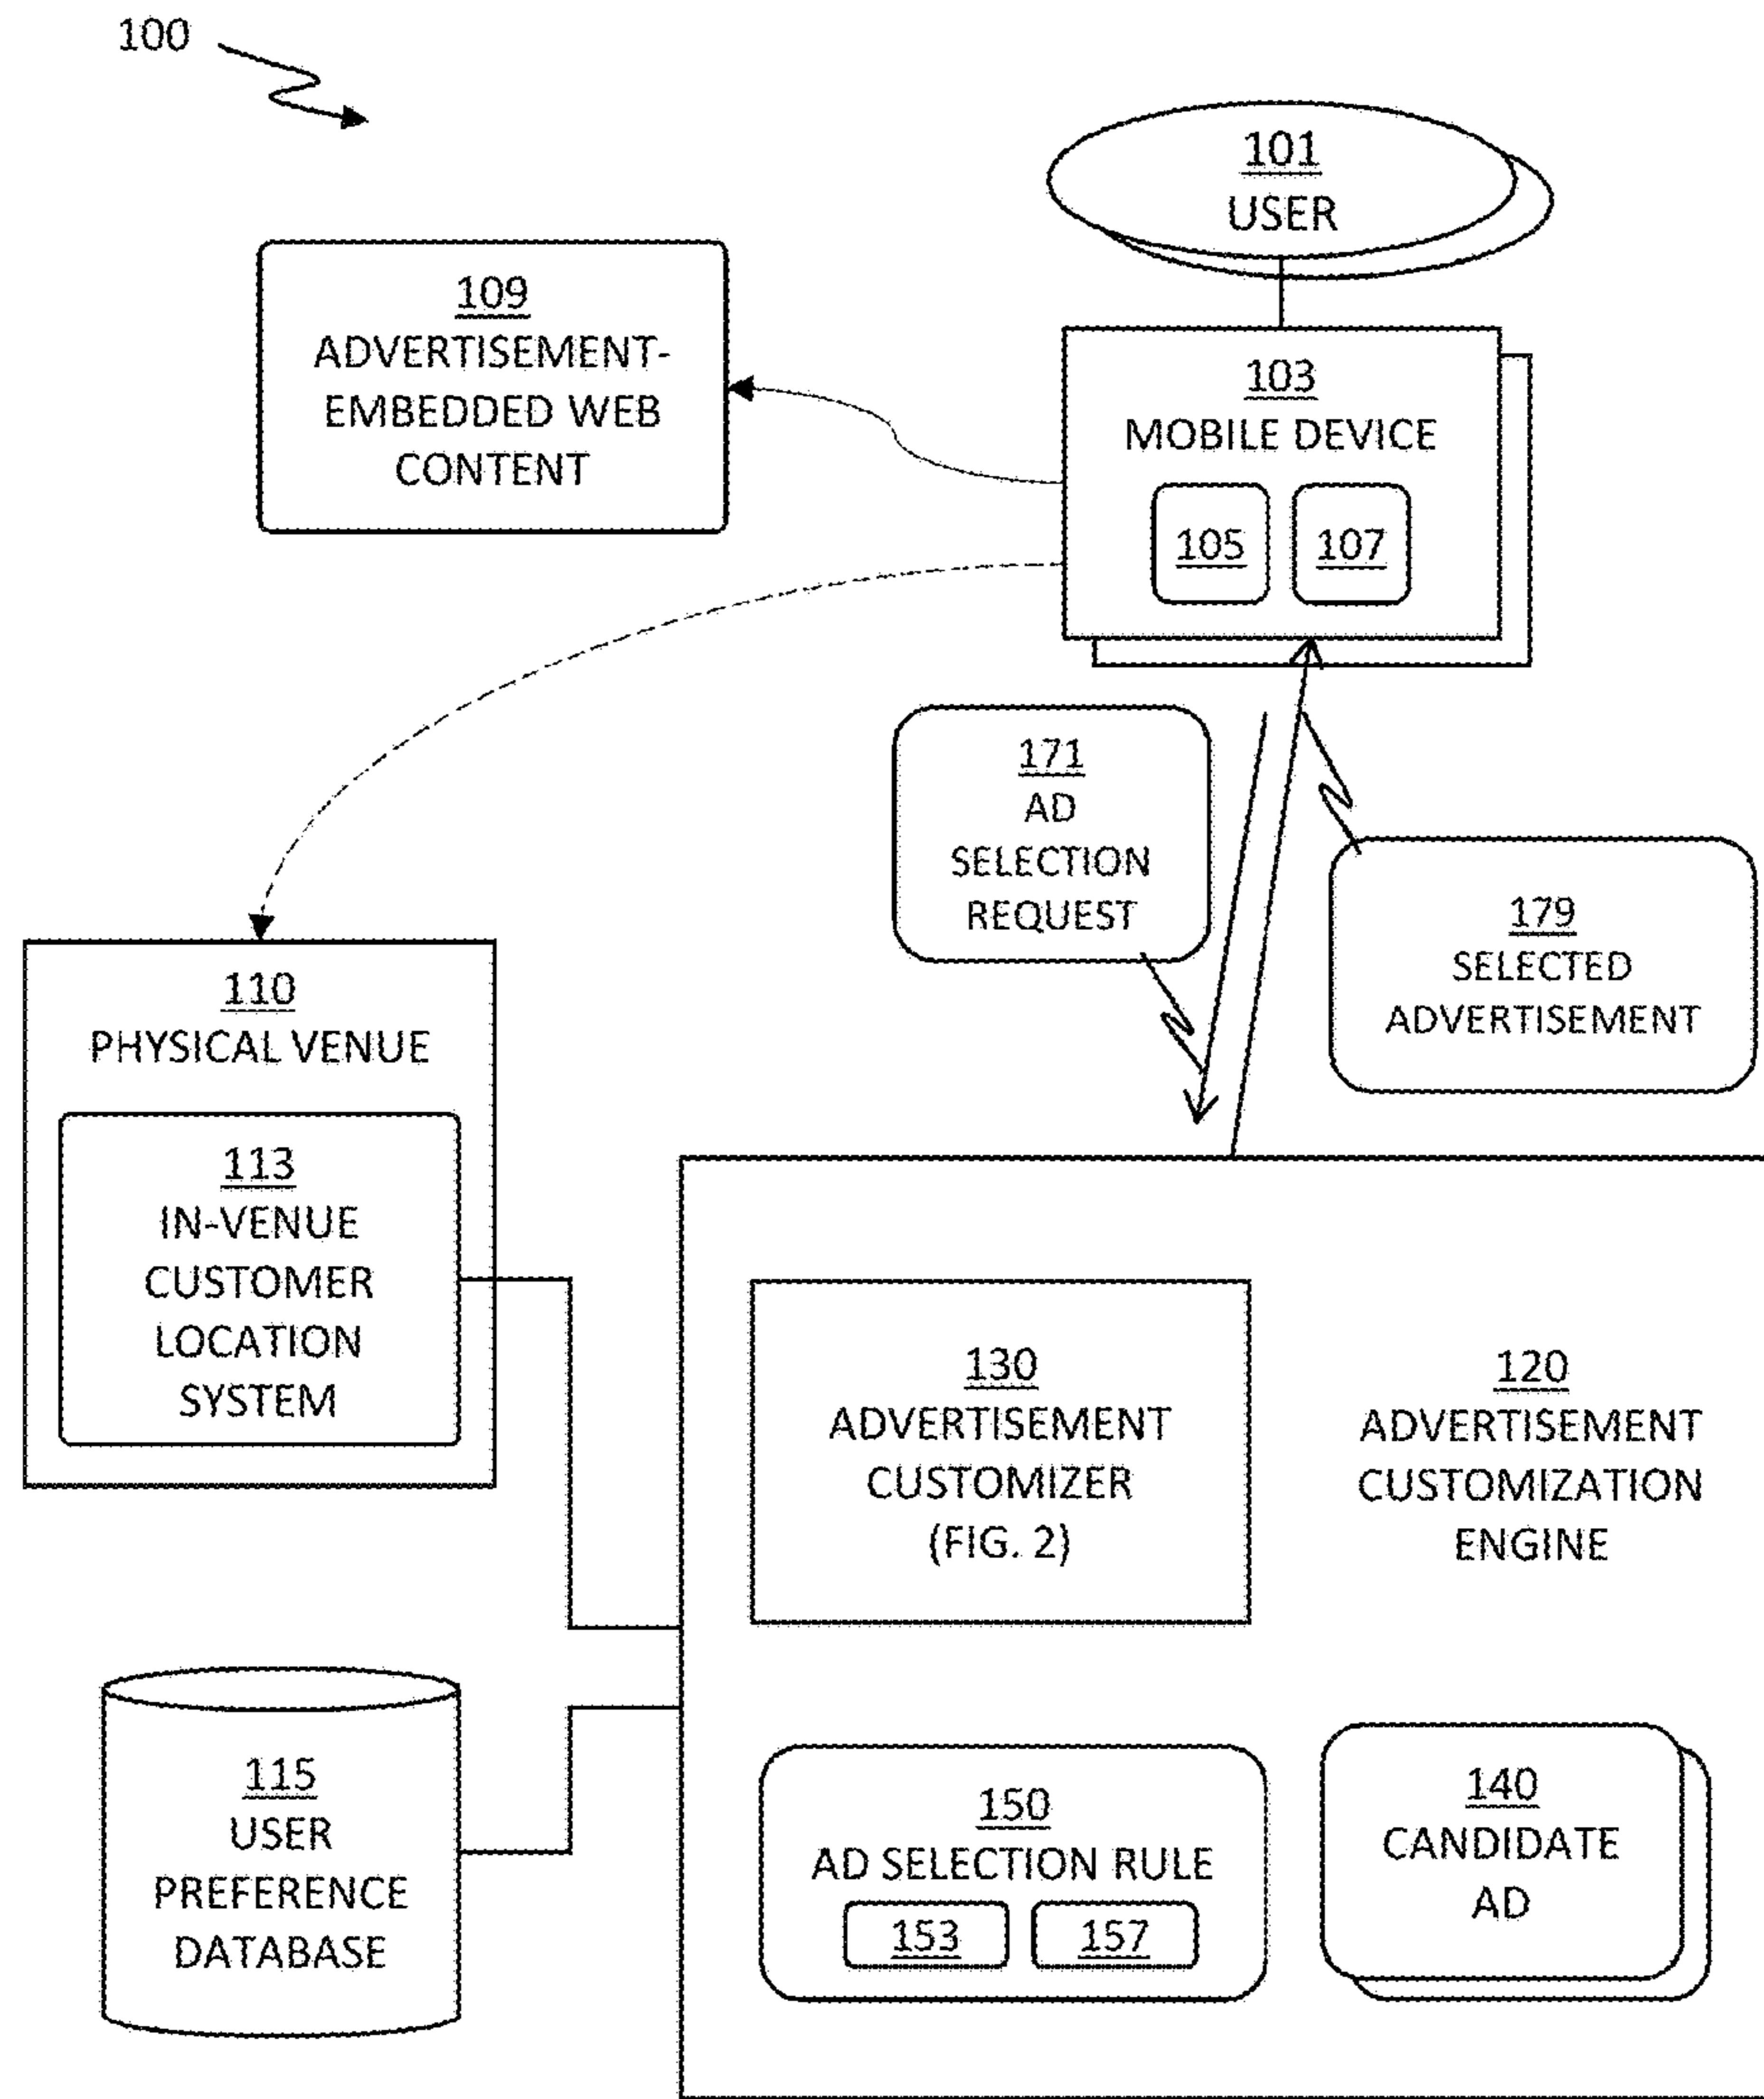 100
101
USER
109
ADVERTISEMENT-
EMBEDDED WEB
CONTENT
103
MOBILE DEVICE
105
107
171
AD
SELECTION
REQUEST
179
SELECTED
ADVERTISEMENT
110
PHYSICAL VENUE
113
IN-VENUE
CUSTOMER
LOCATION
SYSTEM
130
ADVERTISEMENT
CUSTOMIZER
(FIG. 2)
120
ADVERTISEMENT
CUSTOMIZATION
ENGINE
115
USER
PREFERENCE
DATABASE
150
AD SELECTION RULE
153
157
140
CANDIDATE
AD